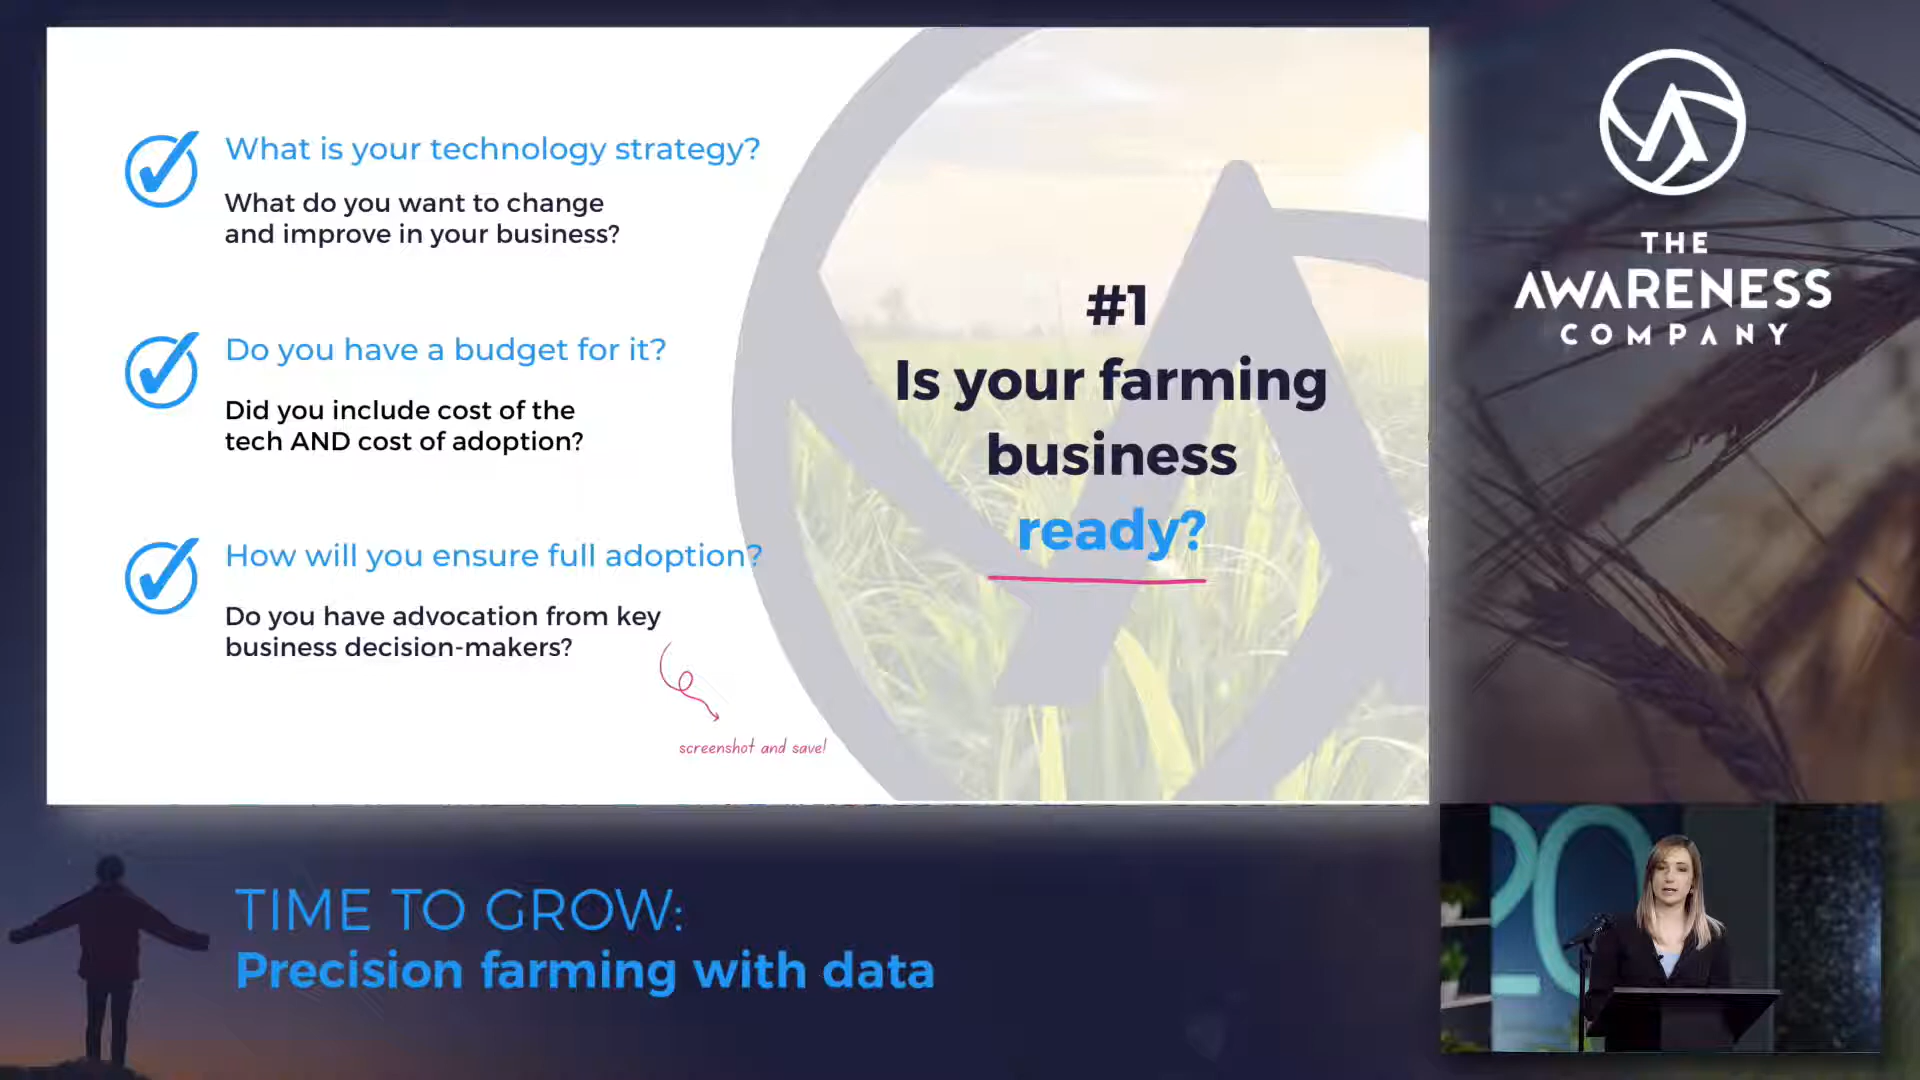 What is your technology strategy?
What do you want to change
and improve in your business?
Do you have a budget for it?
Did you include cost of the
tech AND cost of adoption?
How will you ensure full adoption?
Do you have advocation from key
business decision-makers?
screenshot and save!
#1
Is your farming
business
ready?
THE
AWARENESS
COMPANY
20
TIME TO GROW:
Precision farming with data